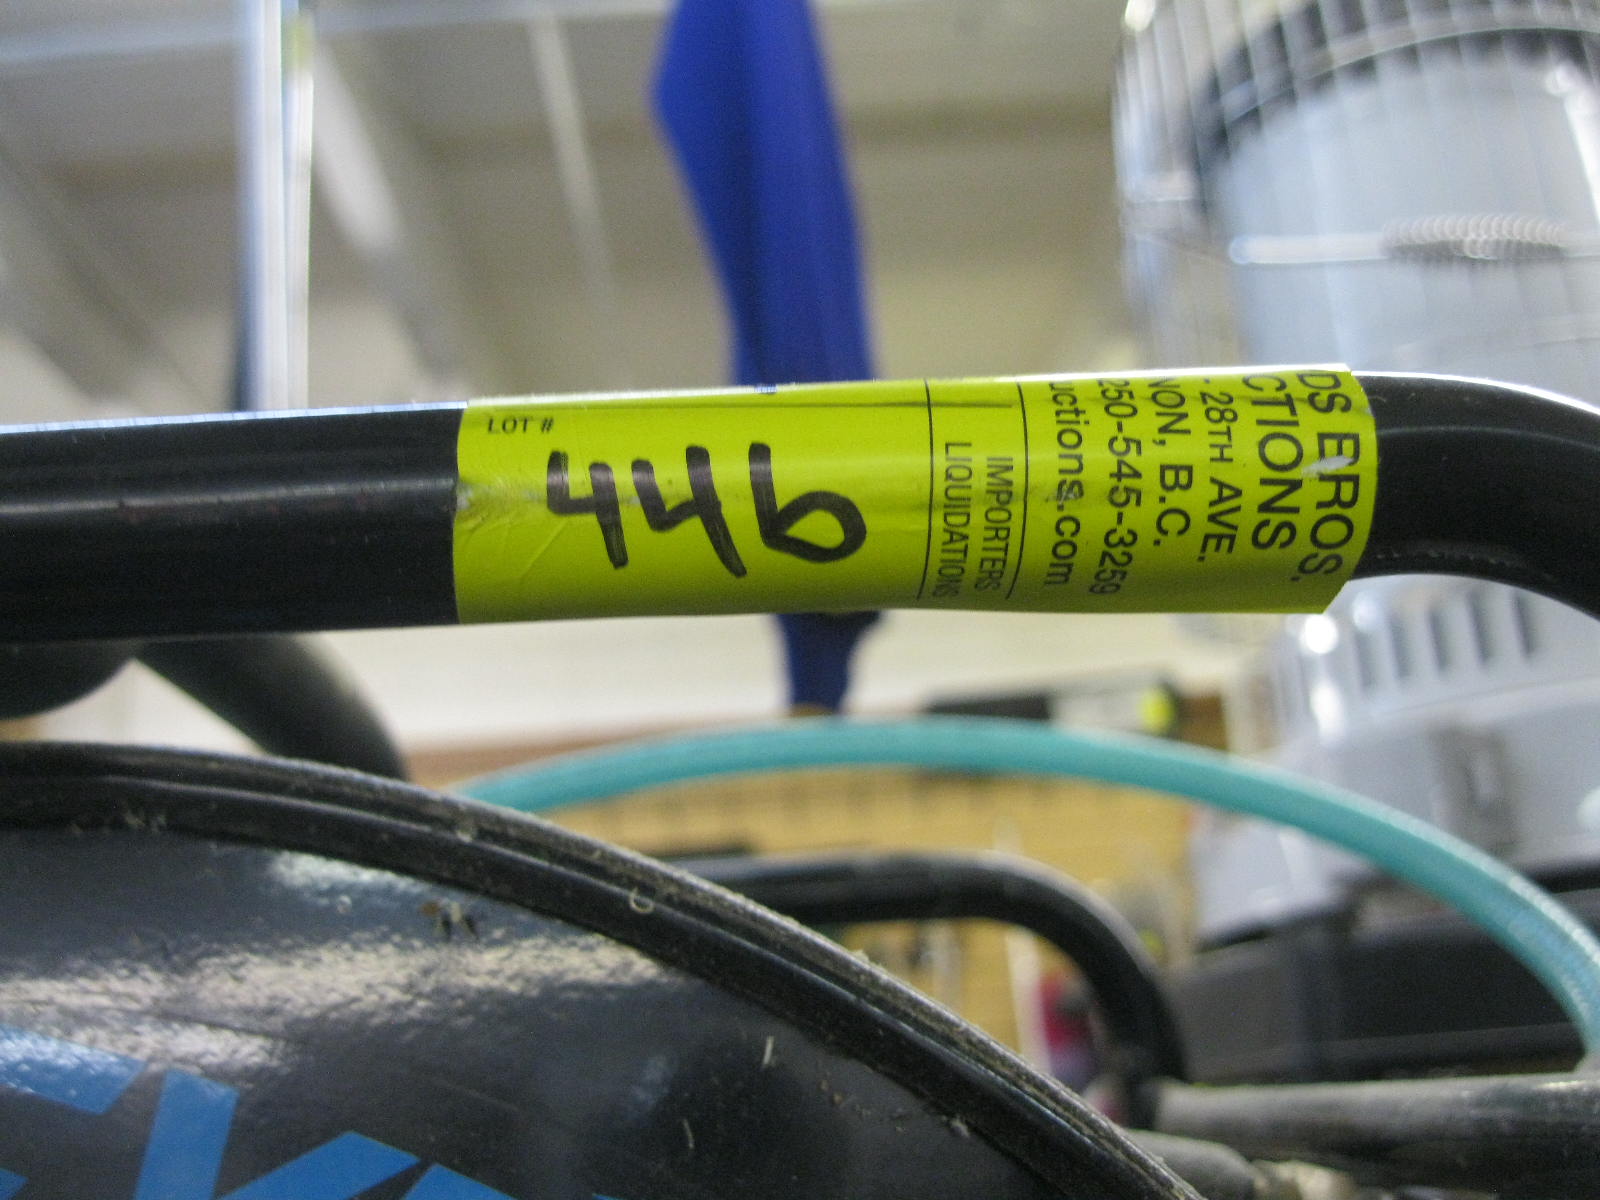 LOT #
446
IMPORTERS
LIQUIDATIONS
DS BROS.
CTIONS
. 28TH AVE.
NON, B.C.
250-545-3259
uctions.com